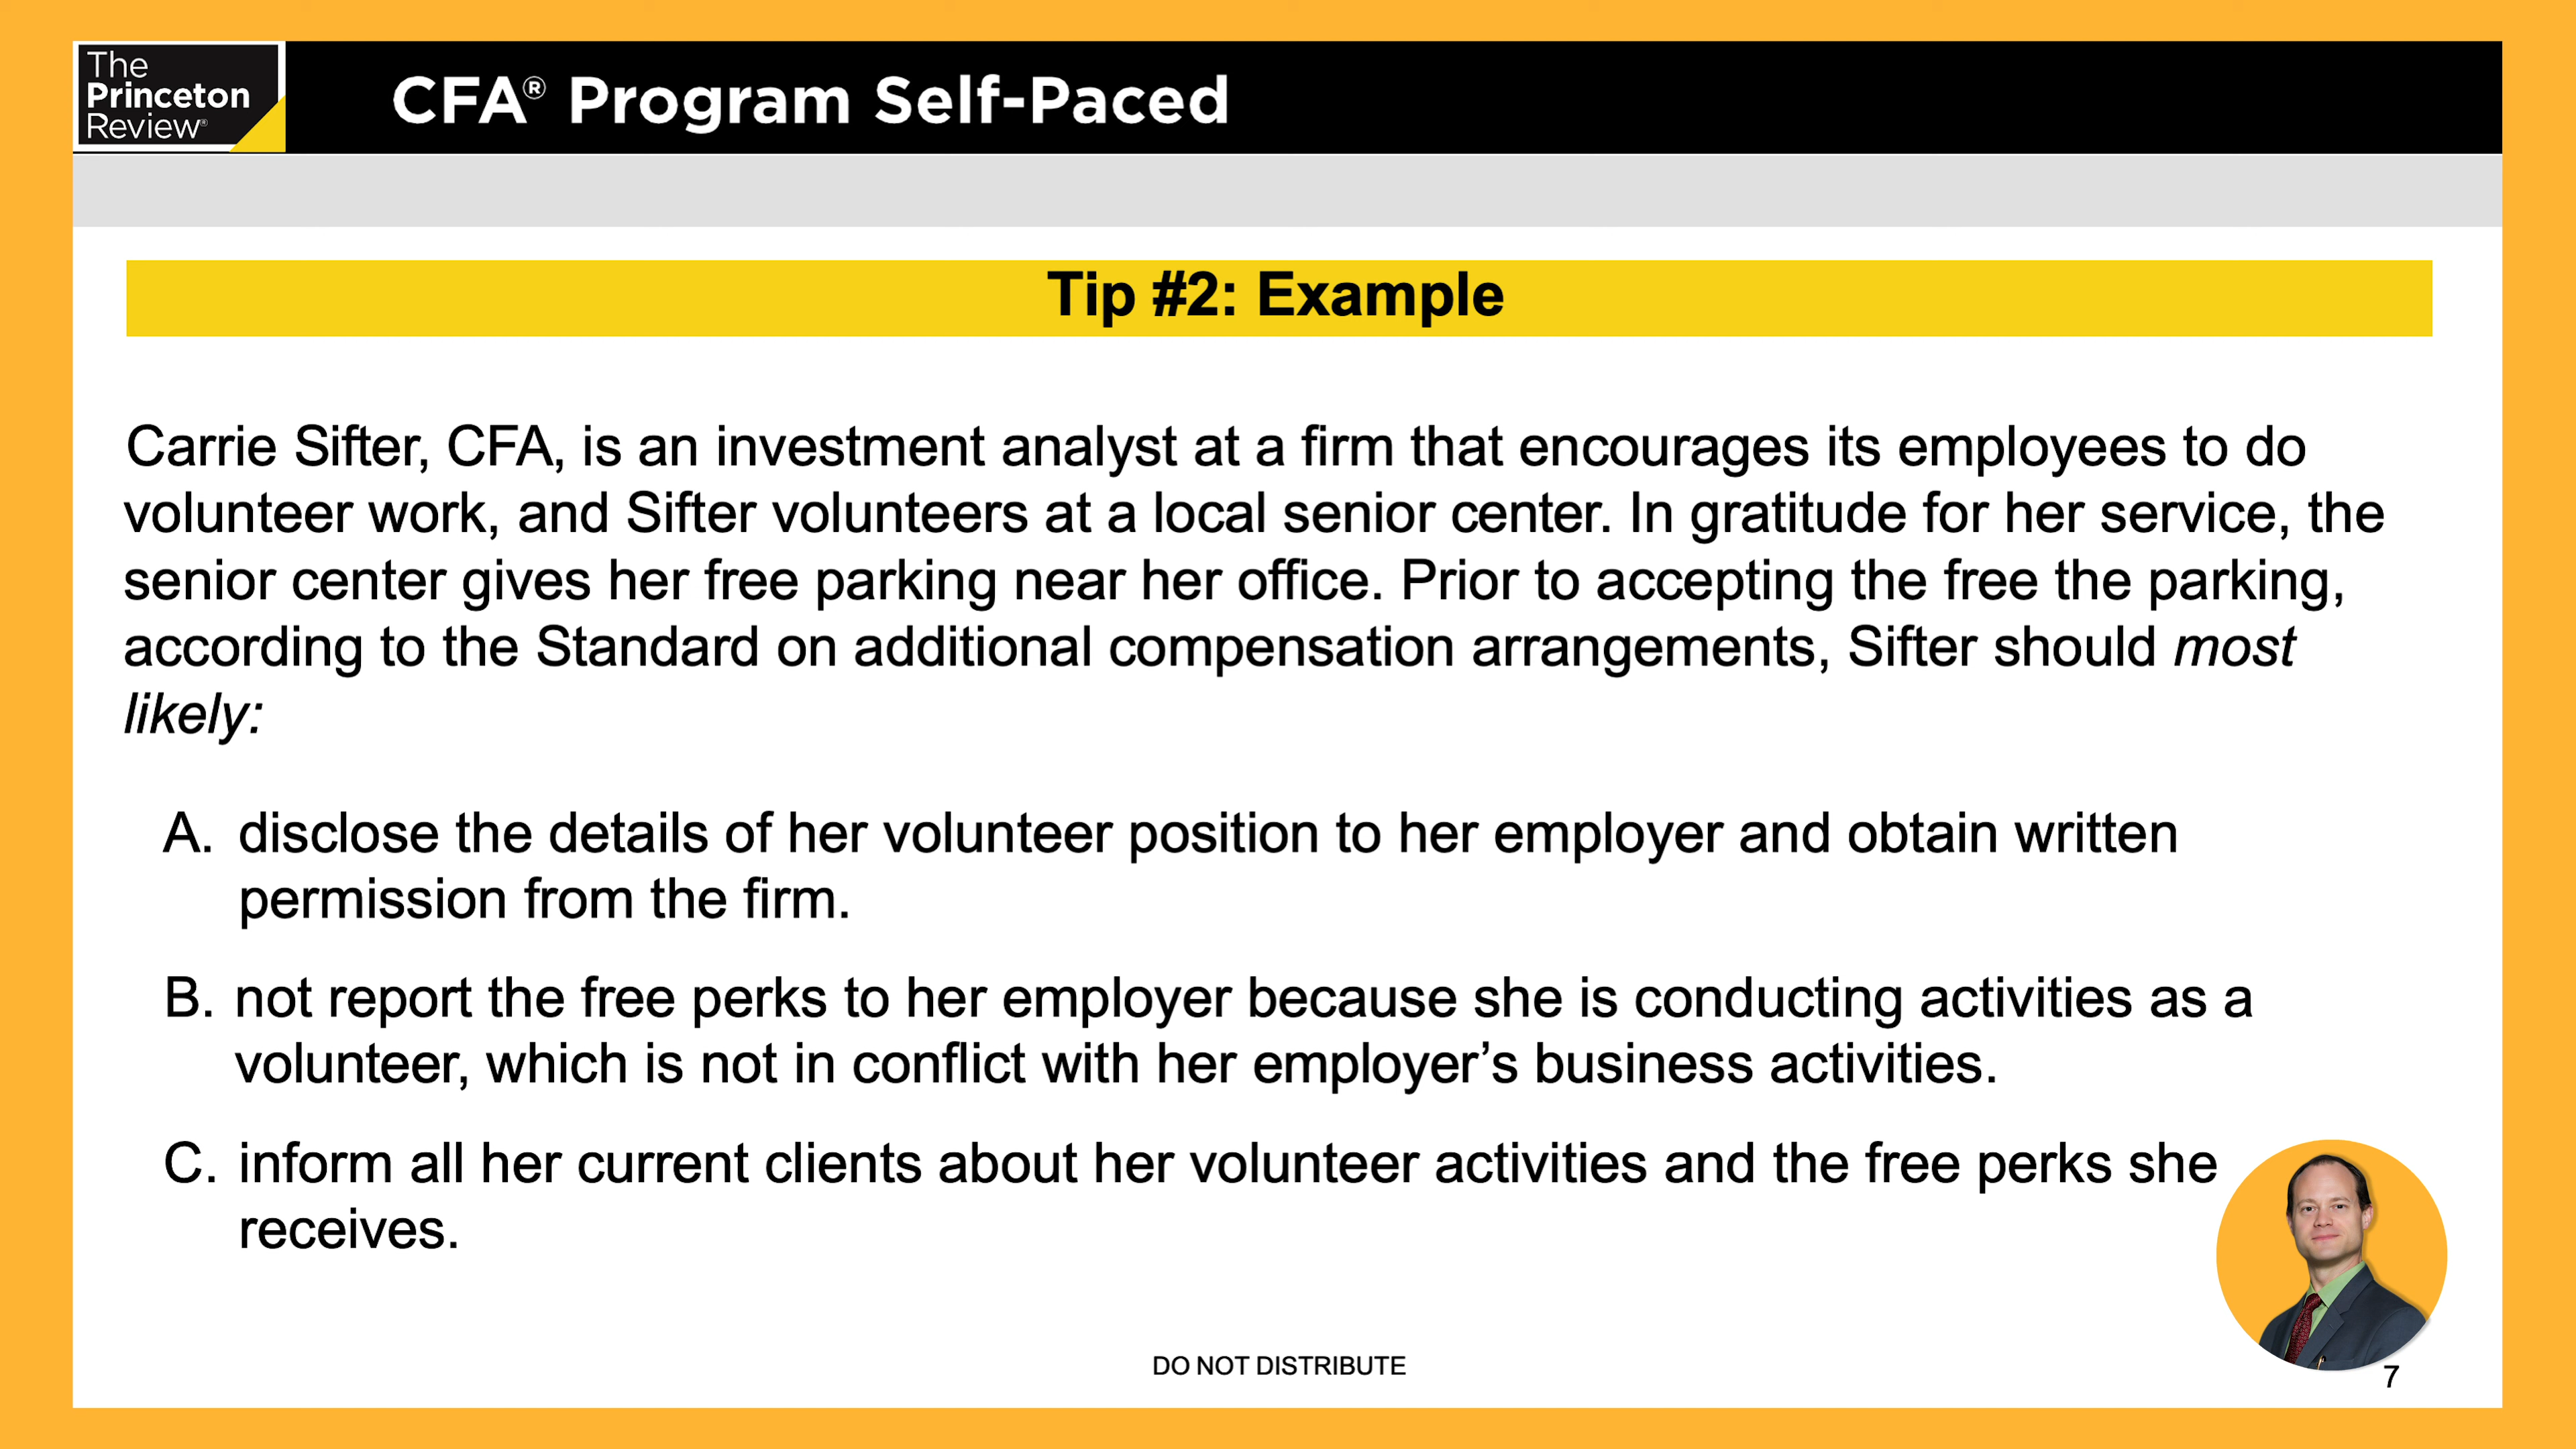 The
Princeton
Review®
CFA® Program Self-Paced
Tip #2: Example
Carrie Sifter, CFA, is an investment analyst at a firm that encourages its employees to do
volunteer work, and Sifter volunteers at a local senior center. In gratitude for her service, the
senior center gives her free parking near her office. Prior to accepting the free the parking,
according to the Standard on additional compensation arrangements, Sifter should most
likely:
A. disclose the details of her volunteer position to her employer and obtain written
permission from the firm.
B. not report the free perks to her employer because she is conducting activities as a
volunteer, which is not in conflict with her employer’s business activities.
C. inform all her current clients about her volunteer activities and the free perks she
receives.
DO NOT DISTRIBUTE
7